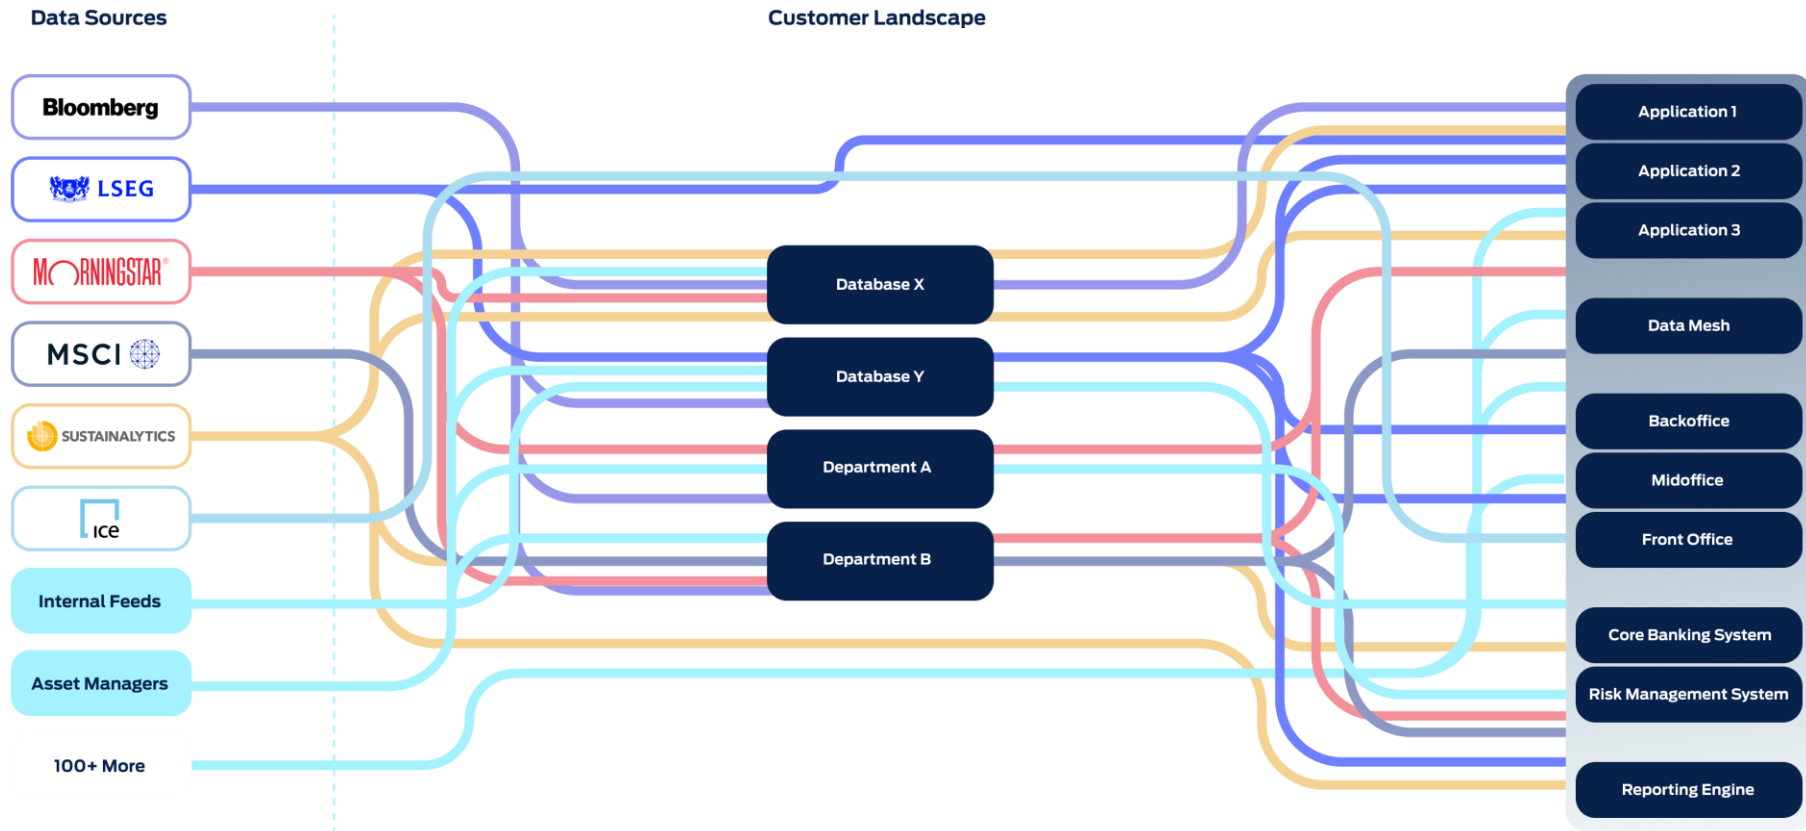 Data Sources
Customer Landscape
Bloomberg
LSEG
MORNINGSTAR®
MSCI
SUSTAINALYTICS
ICE
Internal Feeds
Asset Managers
100+ More
Database X
Database Y
Department A
Department B
Application 1
Application 2
Application 3
Data Mesh
Backoffice
Midoffice
Front Office
Core Banking System
Risk Management System
Reporting Engine